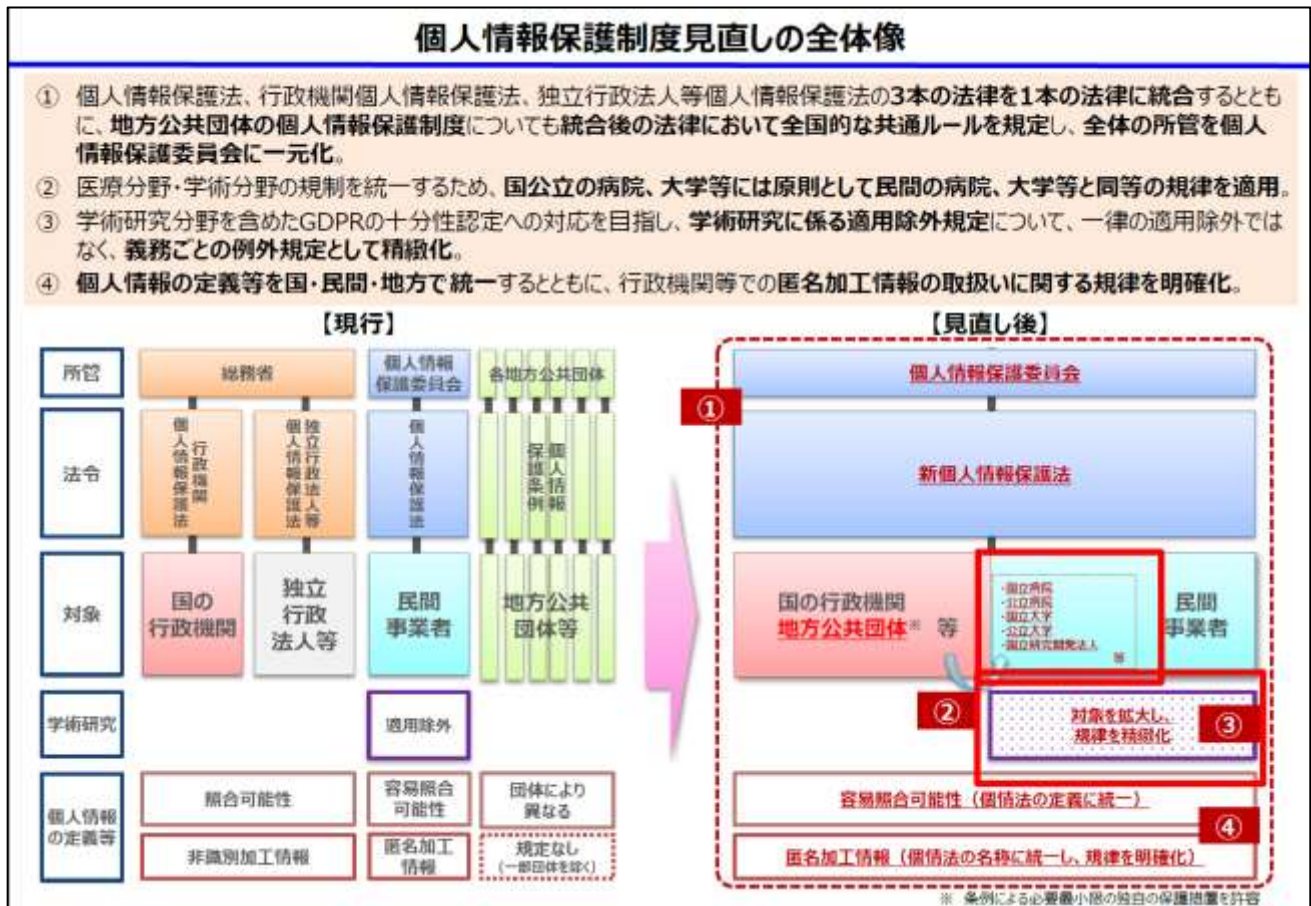 個人情報保護制度見直しの全体像
① 個人情報保護法、行政機関個人情報保護法、独立行政法人等個人情報保護法の3本の法律を1本の法律に統合するととも
に、地方公共団体の個人情報保護制度についても統合後の法律において全国的な共通ルールを規定し、全体の所管を個人
情報保護委員会に一元化。
② 医療分野・学術分野の規制を統一するため、国公立の病院、大学等には原則として民間の病院、大学等と同等の規律を適用。
③ 学術研究分野を含めたGDPRの十分性認定への対応を目指し、学術研究に係る適用除外規定について、一律の適用除外では
なく、義務ごとの例外規定として精緻化。
④ 個人情報の定義等を国・民間・地方で統一するとともに、行政機関等での匿名加工情報の取扱いに関する規律を明確化。
【現行】
所管
総務省
個人情報
保護委員会
各地方公共団体
法令
行政機関
個人情報保護法
独立行政法人等
個人情報保護法
個人情報保護法
個人情報
保護条例
対象
国の
行政機関
独立
行政
法人等
民間
事業者
地方公共
団体等
学術研究
適用除外
個人情報
の定義等
照合可能性
容易照合
可能性
団体により
異なる
非識別加工情報
匿名加工
情報
規定なし
(一部団体を除く)
【見直し後】
①
個人情報保護委員会
新個人情報保護法
国の行政機関
地方公共団体※ 等
・国立病院
・公立病院
・国立大学
・公立大学
・国立研究開発法人
等
民間
事業者
②
対象を拡大し、
規律を精緻化
③
容易照合可能性（個情法の定義に統一）
④
匿名加工情報（個情法の名称に統一し、規律を明確化）
※ 条例による必要最小限の独自の保護措置を許容